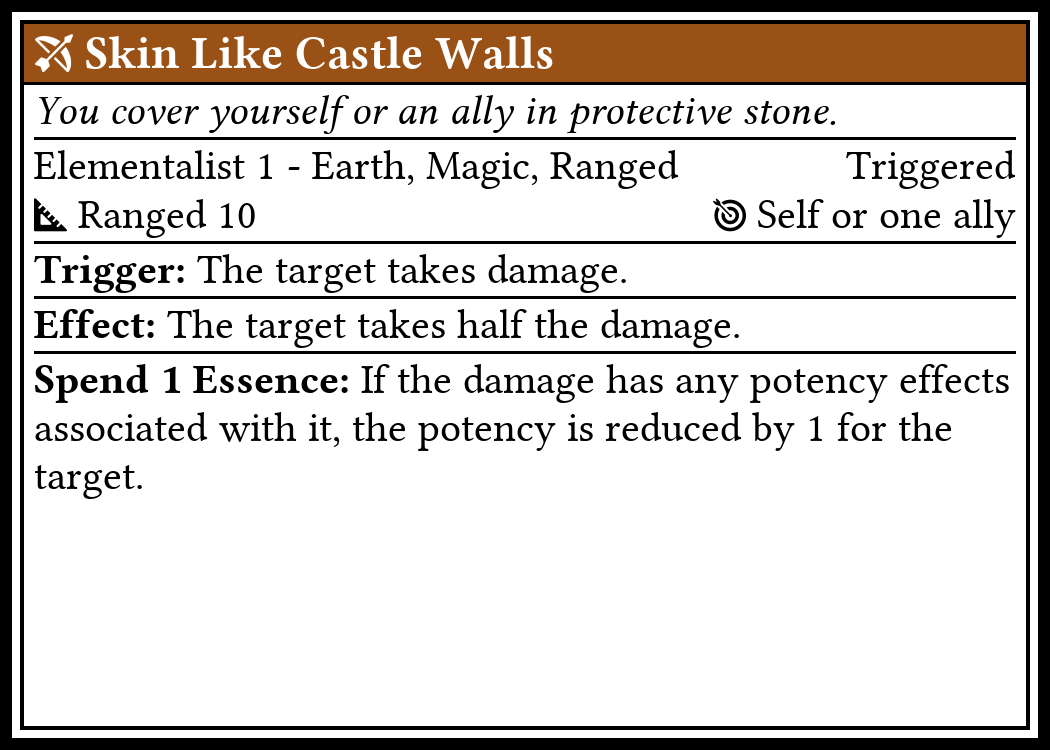 Skin Like Castle Walls
You cover yourself or an ally in protective stone.
Elementalist 1 - Earth, Magic, Ranged Triggered
Ranged 10 Self or one ally
Trigger: The target takes damage.
Effect: The target takes half the damage.
Spend 1 Essence: If the damage has any potency effects
associated with it, the potency is reduced by 1 for the
target.